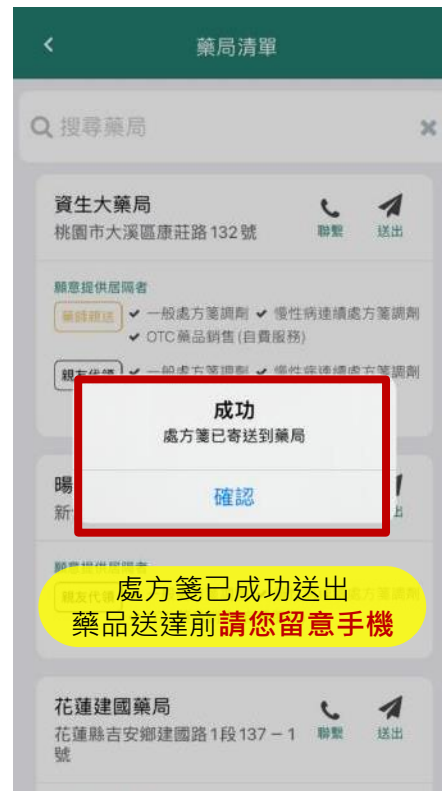 藥局清單
搜尋藥局
資生大藥局
桃園市大溪區康莊路132號
聯繫 送出
願意提供居隔者
藥師親送 ✔ 一般處方箋調劑 ✔ 慢性病連續處方箋調劑
✔ OTC藥品銷售(自費服務)
親友代領 ✔ 一般處方箋調劑 ✔ 慢性病連續處方箋調劑
成功
處方箋已寄送到藥局
確認
處方箋已成功送出
藥品送達前請您留意手機
花蓮建國藥局
花蓮縣吉安鄉建國路1段137-1
號
聯繫 送出